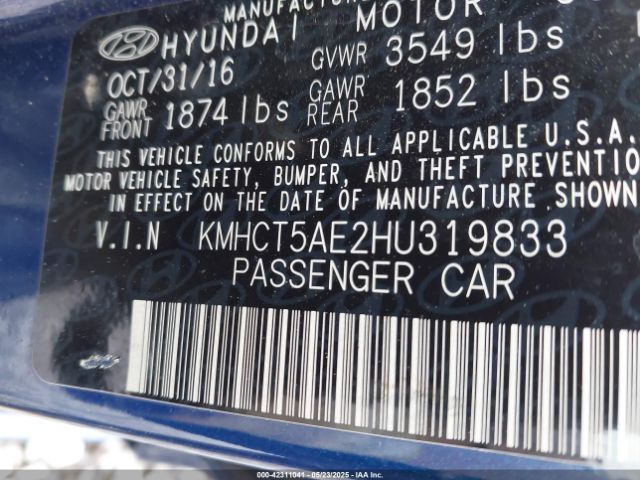 HYUNDAI MOTOR
OCT/31/16 GVWR 3549 lbs
GAWR FRONT 1874 lbs GAWR REAR 1852 lbs
THIS VEHICLE CONFORMS TO ALL APPLICABLE U.S.A.
MOTOR VEHICLE SAFETY, BUMPER, AND THEFT PREVENTION
IN EFFECT ON THE DATE OF MANUFACTURE SHOWN
V.I.N KMHCT5AE2HU319833
PASSENGER CAR
000-42311041 - 05/23/2025 - IAA Inc.